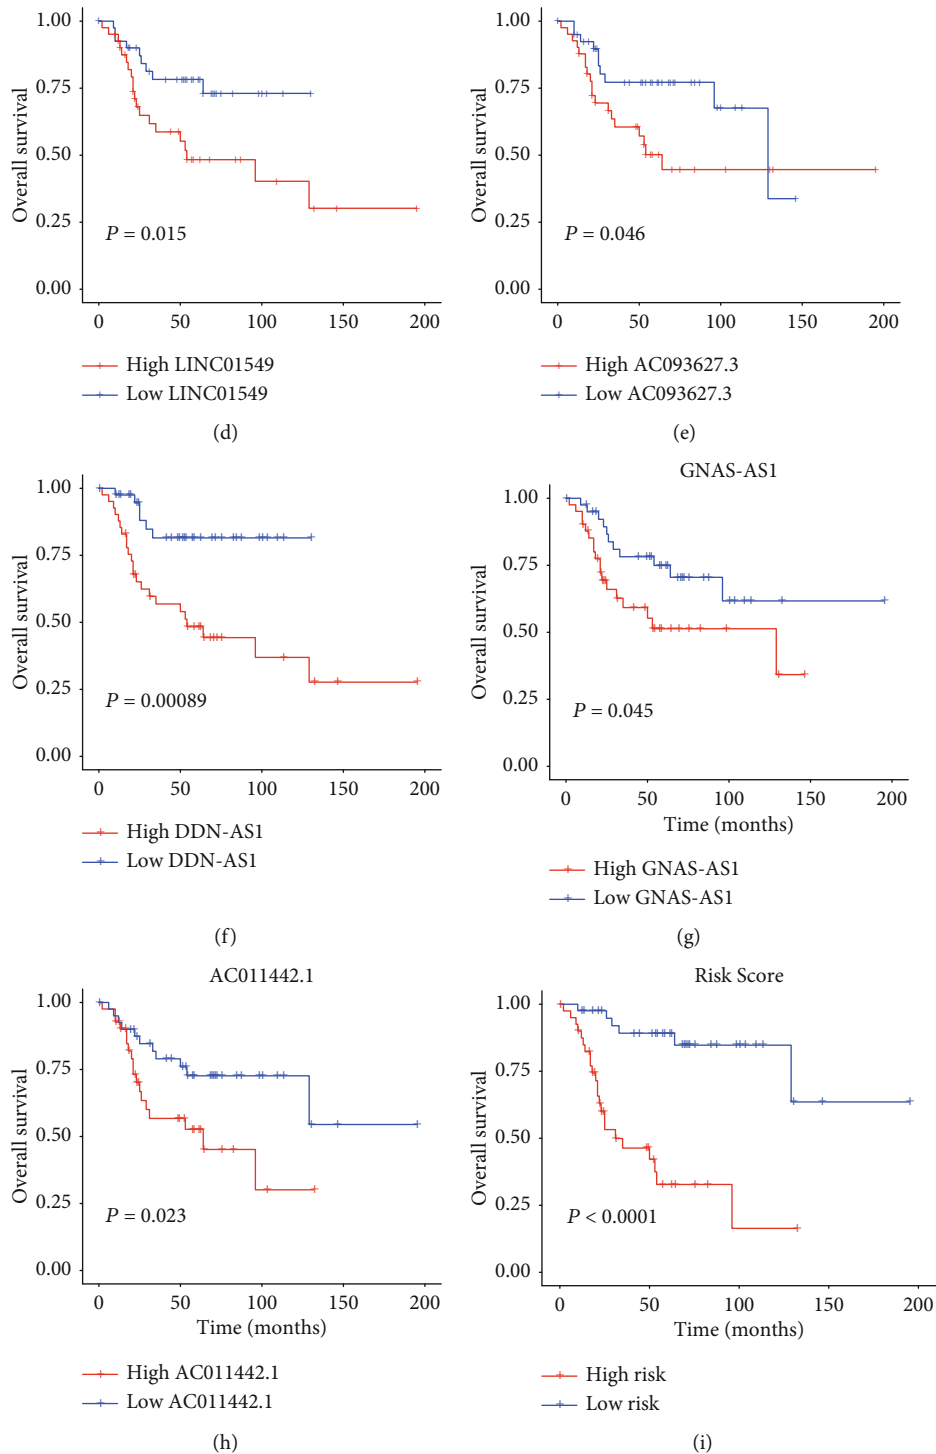 1.00
0.75
0.50
0.25
0.00
Overall survival
P = 0.015
0 50 100 150 200
High LINC01549
Low LINC01549
(d)
1.00
0.75
0.50
0.25
0.00
Overall survival
P = 0.046
0 50 100 150 200
High AC093627.3
Low AC093627.3
(e)
1.00
0.75
0.50
0.25
0.00
Overall survival
P = 0.00089
0 50 100 150 200
High DDN-AS1
Low DDN-AS1
(f)
GNAS-AS1
1.00
0.75
0.50
0.25
0.00
Overall survival
P = 0.045
0 50 100 150 200
Time (months)
High GNAS-AS1
Low GNAS-AS1
(g)
AC011442.1
1.00
0.75
0.50
0.25
0.00
Overall survival
P = 0.023
0 50 100 150 200
Time (months)
High AC011442.1
Low AC011442.1
(h)
Risk Score
1.00
0.75
0.50
0.25
0.00
Overall survival
P < 0.0001
0 50 100 150 200
Time (months)
High risk
Low risk
(i)